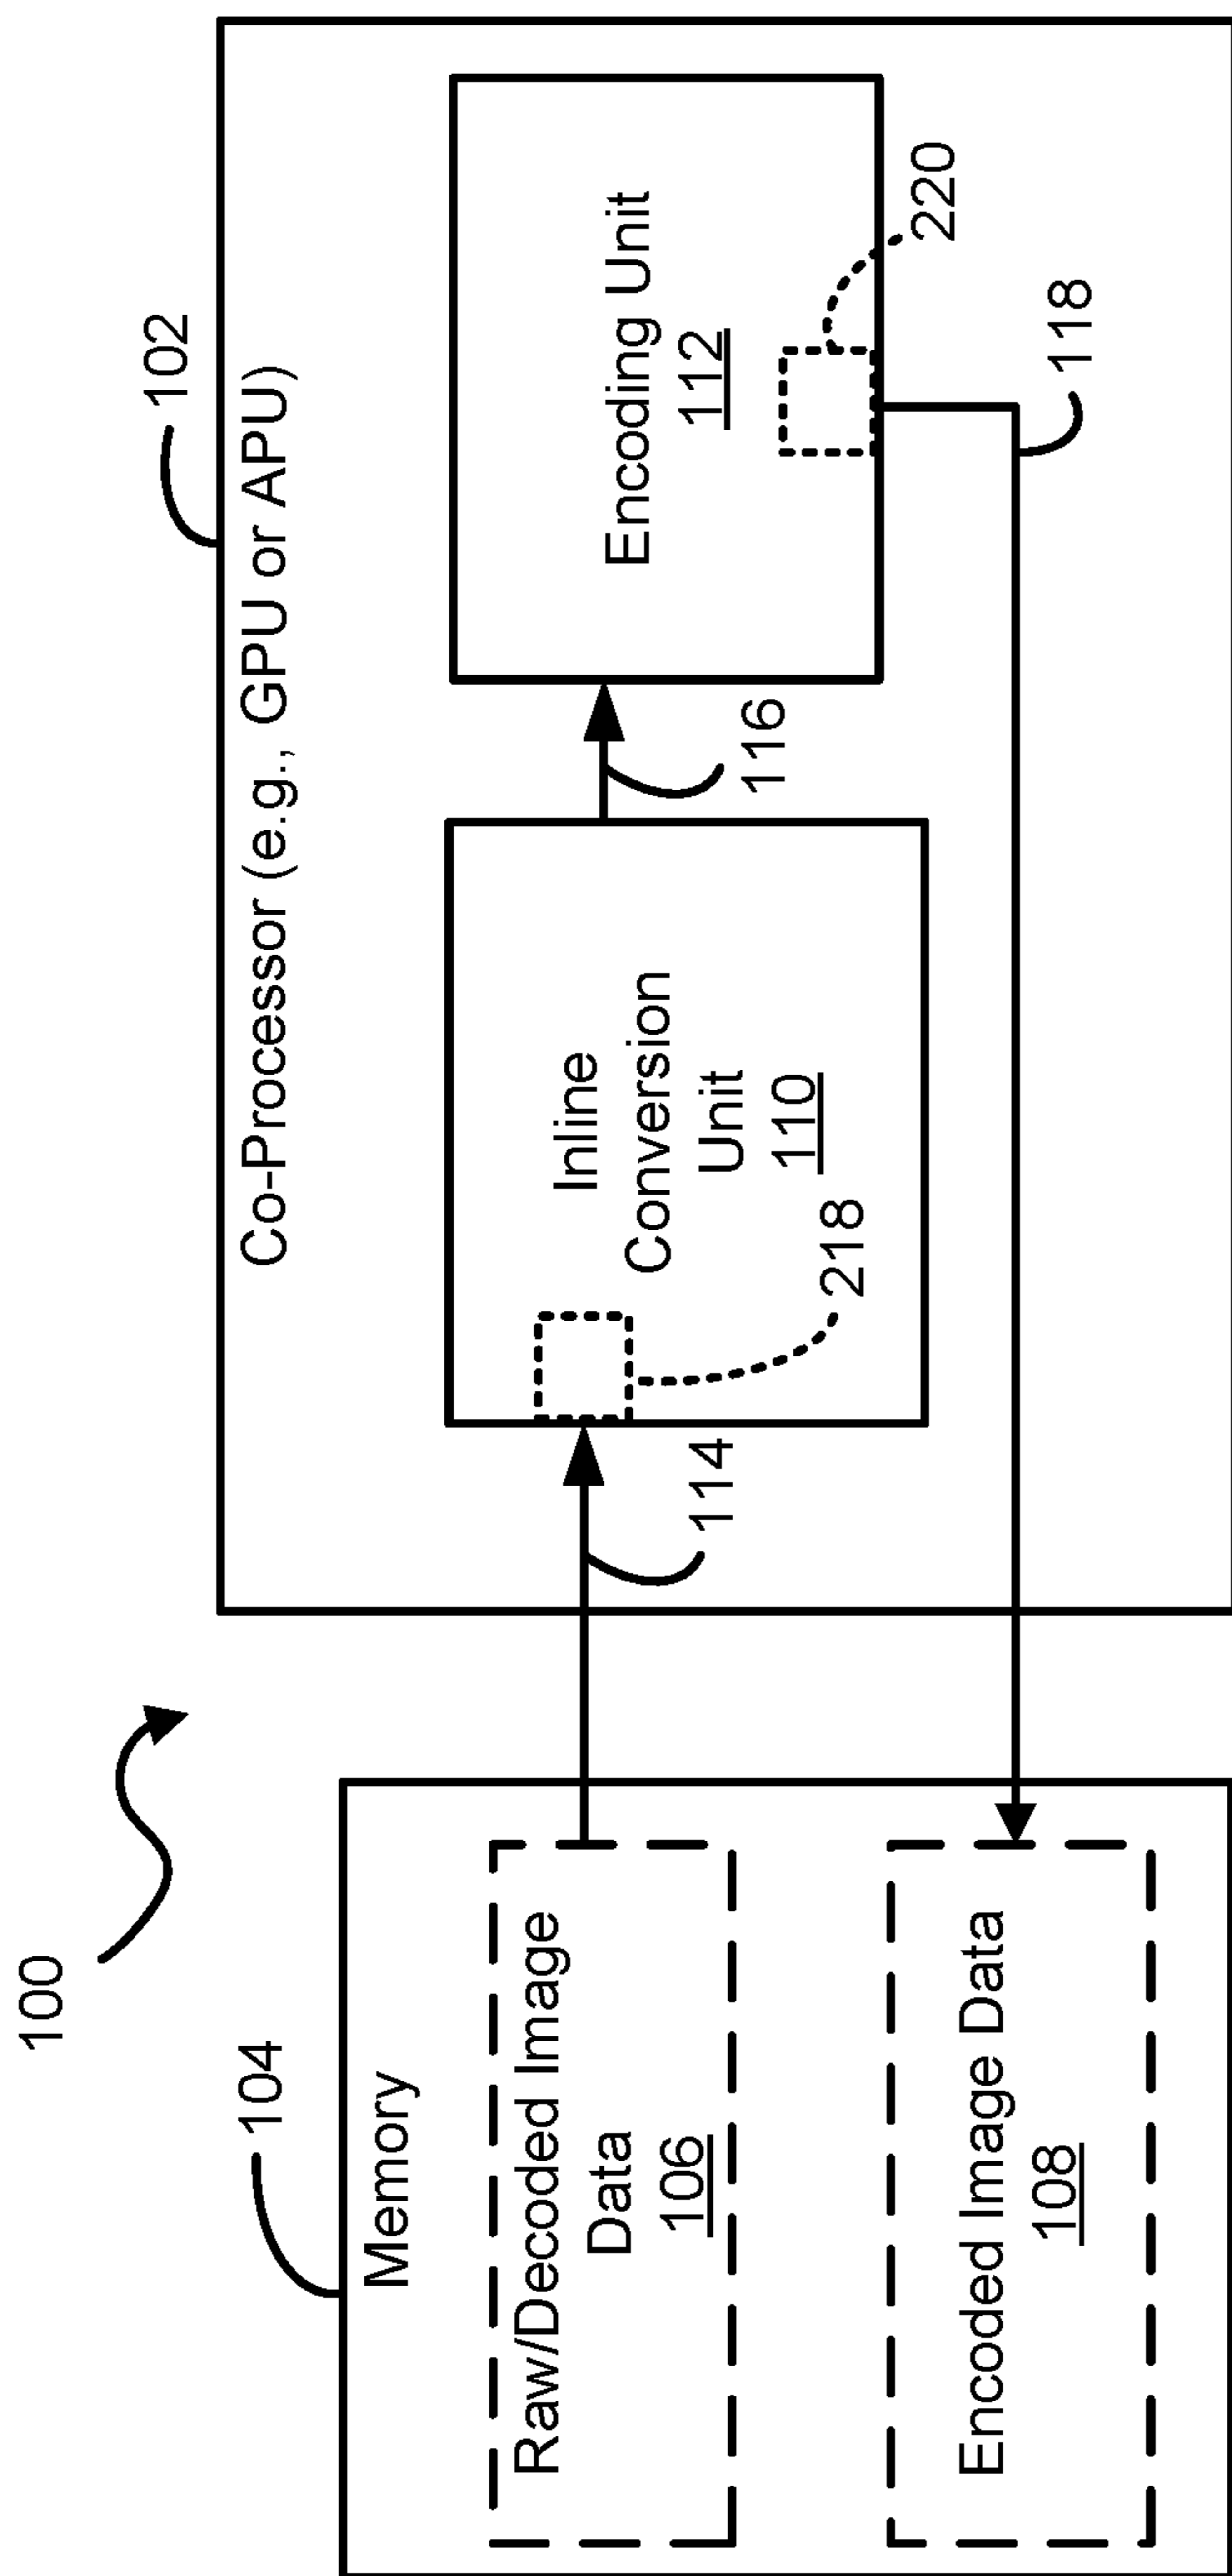 100
104
Memory
Raw/Decoded Image
Data
106
Encoded Image Data
108
102
Co-Processor (e.g., GPU or APU)
114
Inline
Conversion
Unit
110
218
116
Encoding Unit
112
220
118